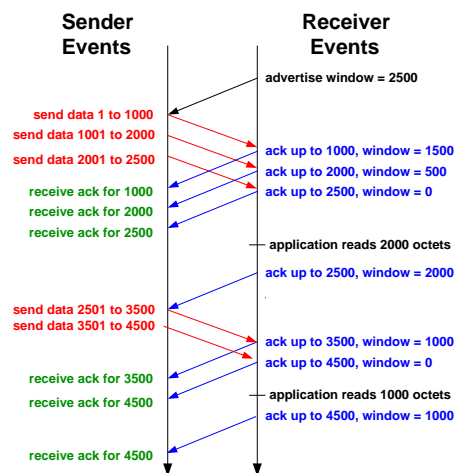 Sender
Events
Receiver
Events
advertise window = 2500
send data 1 to 1000
send data 1001 to 2000
send data 2001 to 2500
ack up to 1000, window = 1500
ack up to 2000, window = 500
ack up to 2500, window = 0
receive ack for 1000
receive ack for 2000
receive ack for 2500
application reads 2000 octets
ack up to 2500, window = 2000
send data 2501 to 3500
send data 3501 to 4500
ack up to 3500, window = 1000
ack up to 4500, window = 0
receive ack for 3500
receive ack for 4500
application reads 1000 octets
ack up to 4500, window = 1000
receive ack for 4500